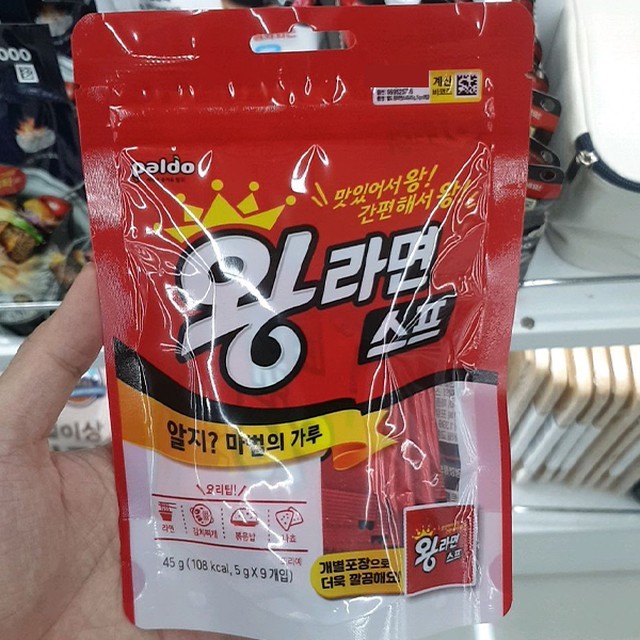 계산
바코드
paldo
맛있어서 왕!
간편해서 왕!
왕라면
스프
알지? 마법의 가루
요리팁!
라면
김치찌개
볶음밥
45 g (108 kcal, 5 g X 9 개입)
개별포장으로
더욱 깔끔해요!
왕라면
스프